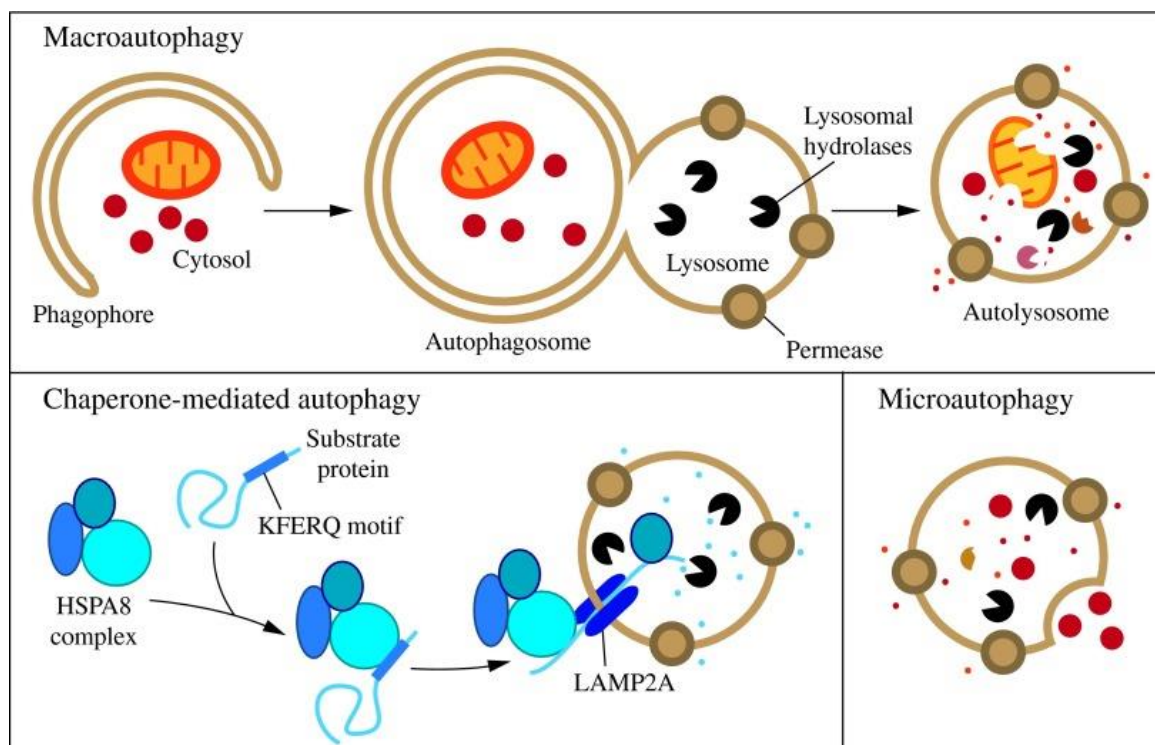 Macroautophagy
Lysosomal
hydrolases
Cytosol
Lysosome
Phagophore
Autophagosome
Permease
Autolysosome
Chaperone-mediated autophagy
Substrate
protein
KFERQ motif
HSPA8
complex
LAMP2A
Microautophagy